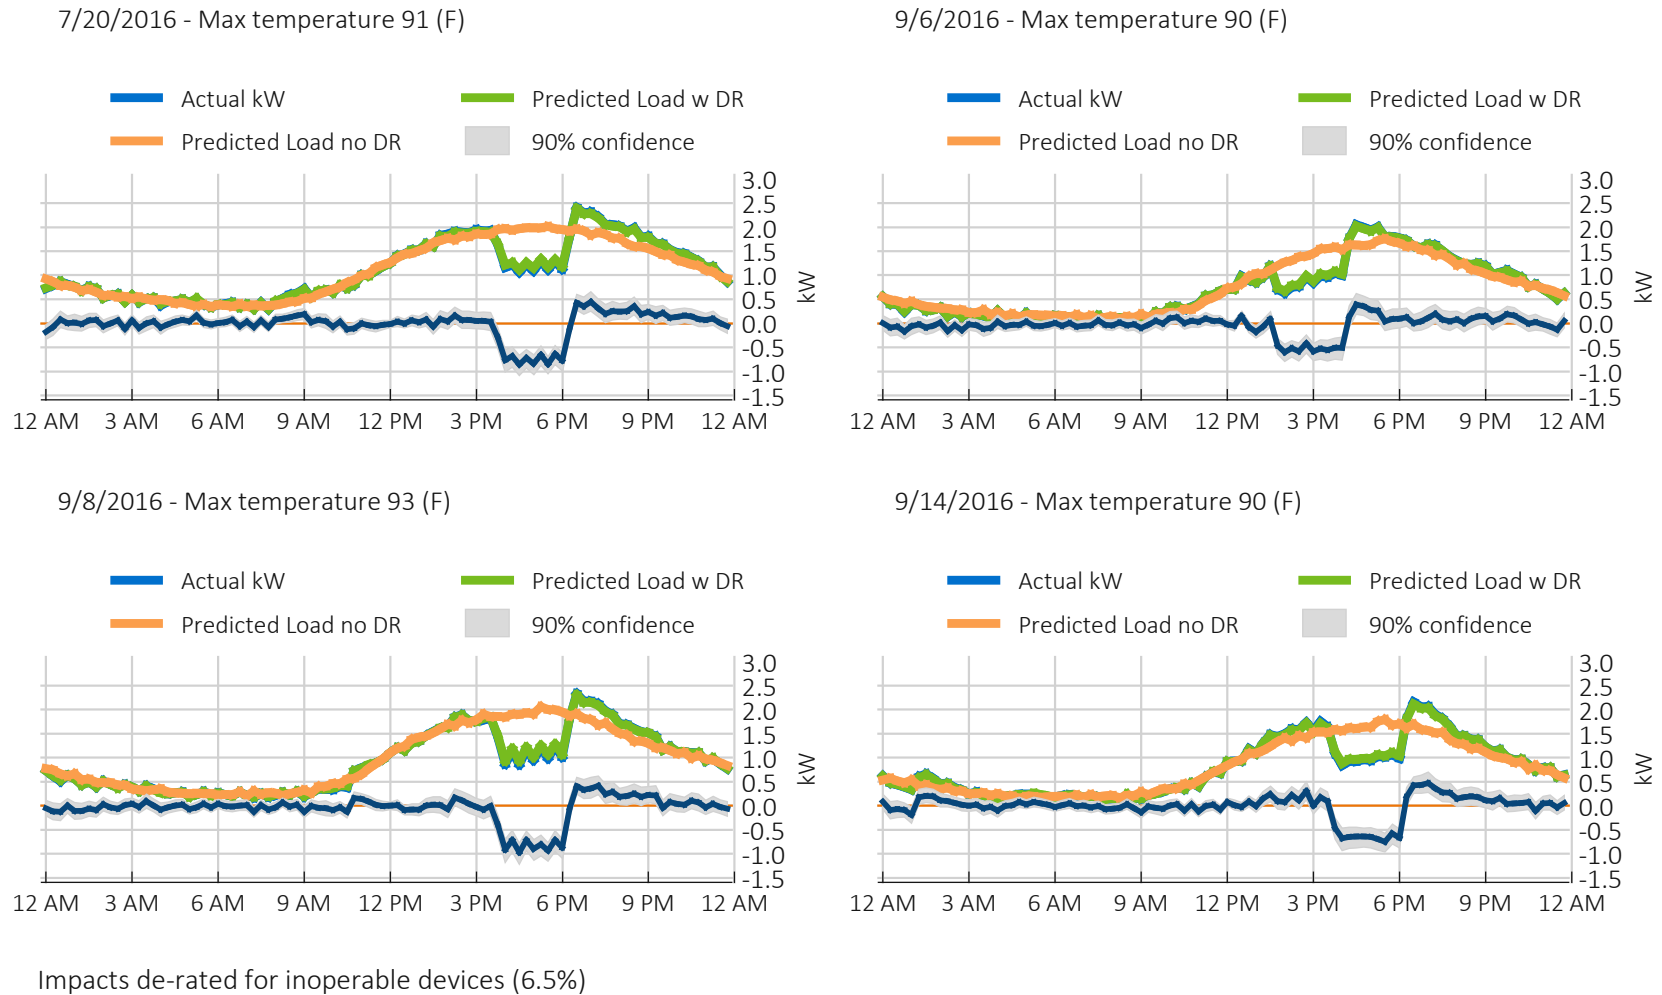 7/20/2016 - Max temperature 91 (F)
Actual kW
Predicted Load w DR
Predicted Load no DR
90% confidence
3.0
2.5
2.0
1.5
1.0
0.5
0.0
-0.5
-1.0
-1.5
kW
12 AM 3 AM 6 AM 9 AM 12 PM 3 PM 6 PM 9 PM 12 AM
9/6/2016 - Max temperature 90 (F)
Actual kW
Predicted Load w DR
Predicted Load no DR
90% confidence
3.0
2.5
2.0
1.5
1.0
0.5
0.0
-0.5
-1.0
-1.5
kW
12 AM 3 AM 6 AM 9 AM 12 PM 3 PM 6 PM 9 PM 12 AM
9/8/2016 - Max temperature 93 (F)
Actual kW
Predicted Load w DR
Predicted Load no DR
90% confidence
3.0
2.5
2.0
1.5
1.0
0.5
0.0
-0.5
-1.0
-1.5
kW
12 AM 3 AM 6 AM 9 AM 12 PM 3 PM 6 PM 9 PM 12 AM
9/14/2016 - Max temperature 90 (F)
Actual kW
Predicted Load w DR
Predicted Load no DR
90% confidence
3.0
2.5
2.0
1.5
1.0
0.5
0.0
-0.5
-1.0
-1.5
kW
12 AM 3 AM 6 AM 9 AM 12 PM 3 PM 6 PM 9 PM 12 AM
Impacts de-rated for inoperable devices (6.5%)